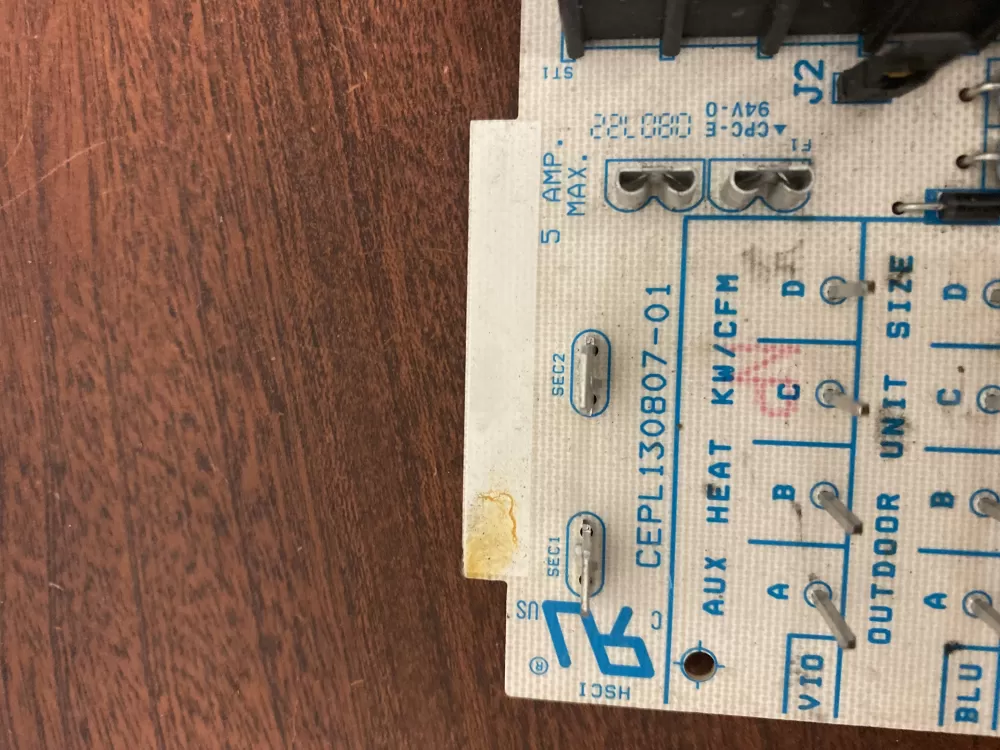 ST1
J2
CPC-E
94V-0
F1
5 AMP.
MAX.
SEC2
SEC1
CEPL130807-01
AUX HEAT KW/CFM
D
C
B
A
VIO
OUTDOOR UNIT SIZE
D
C
B
A
BLU
C US
®
HSCI